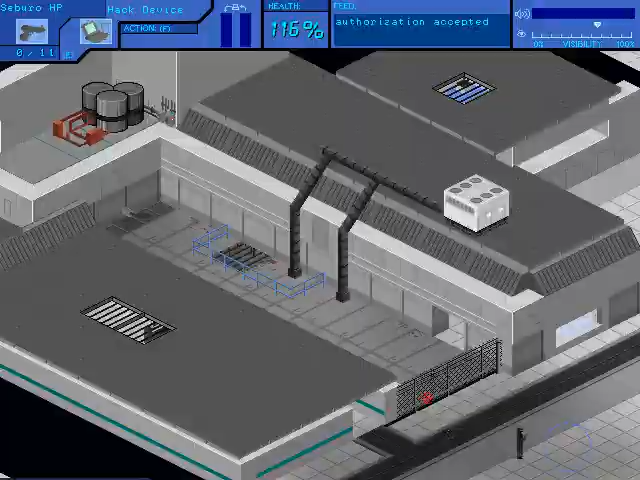 Seburo HP
Hack Device
ACTION: (F)
HEALTH:
FEED:
116%
authorization accepted
0/11
0%
VISIBILITY
100%